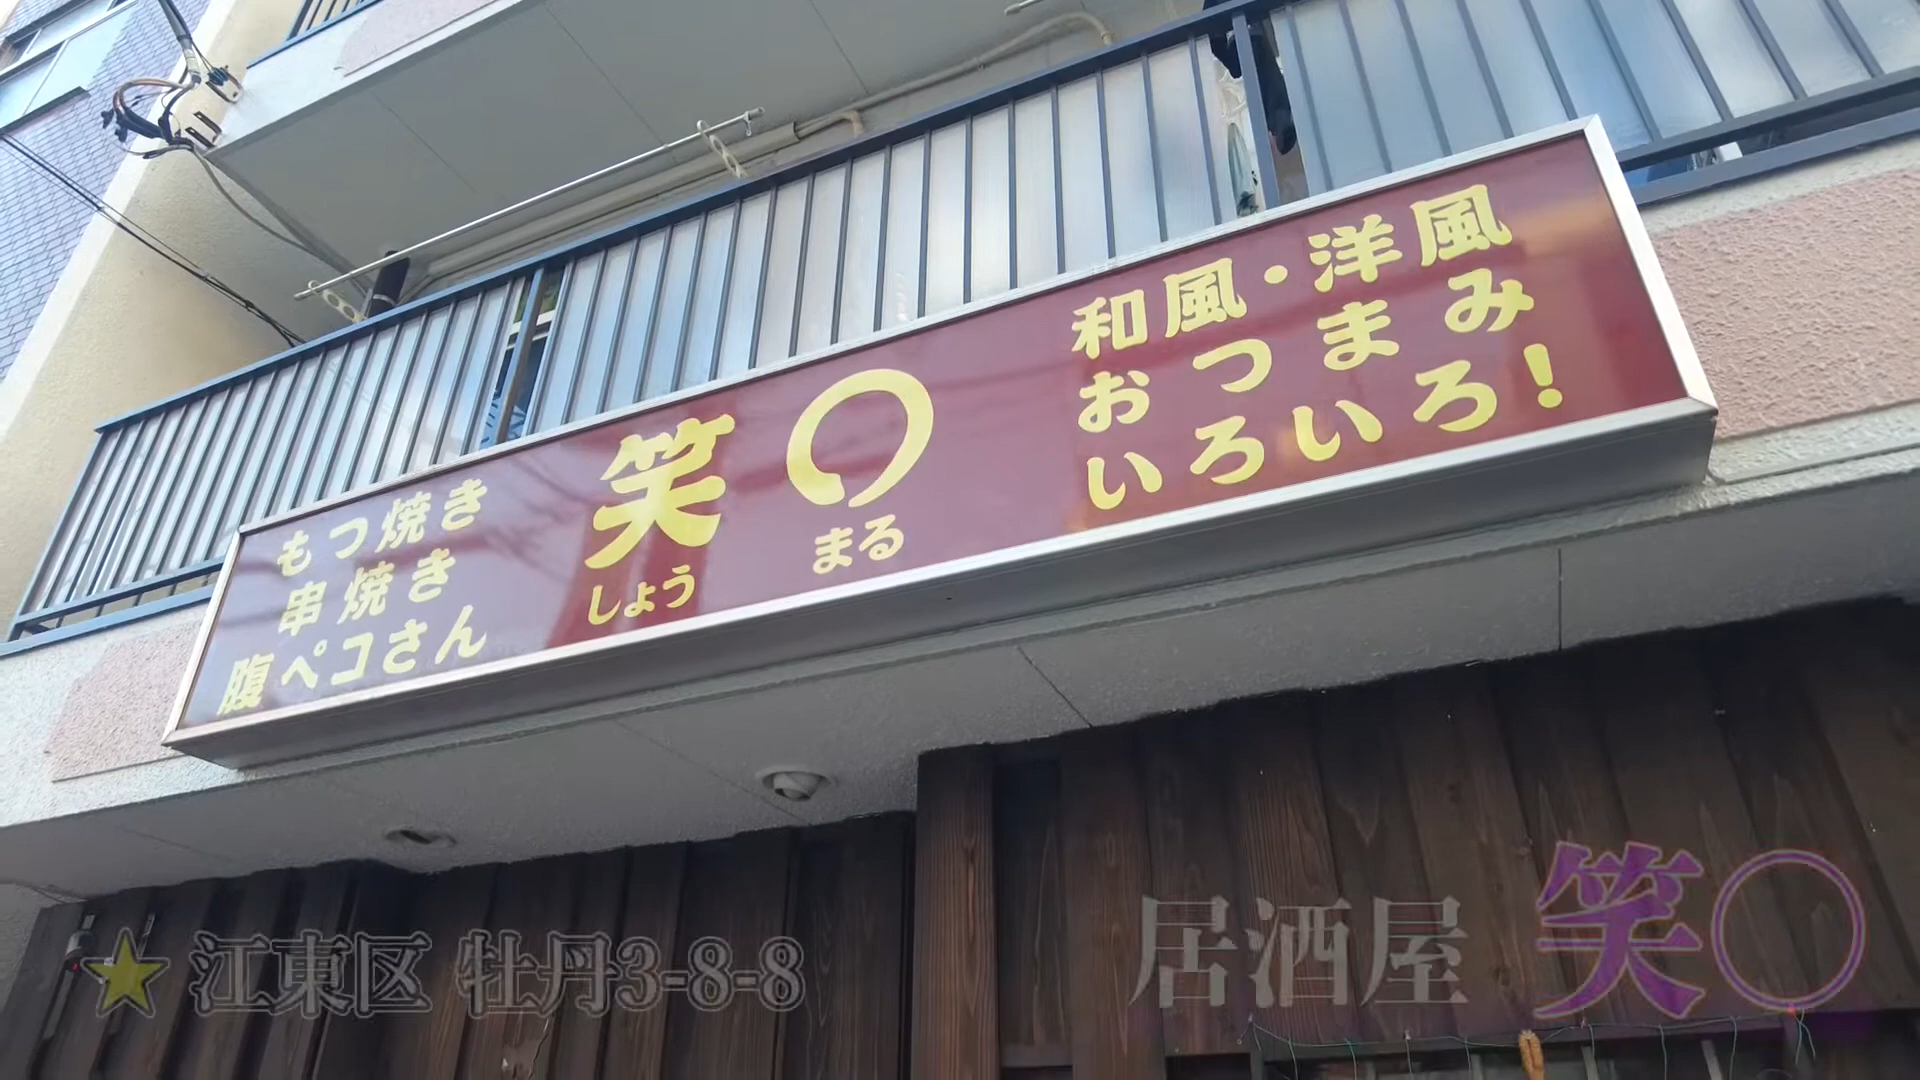 もつ焼き
串焼き
腹ペコさん
笑〇
しょう まる
和風・洋風
おつまみ
いろいろ!
★江東区 牡丹3-8-8
居酒屋 笑〇